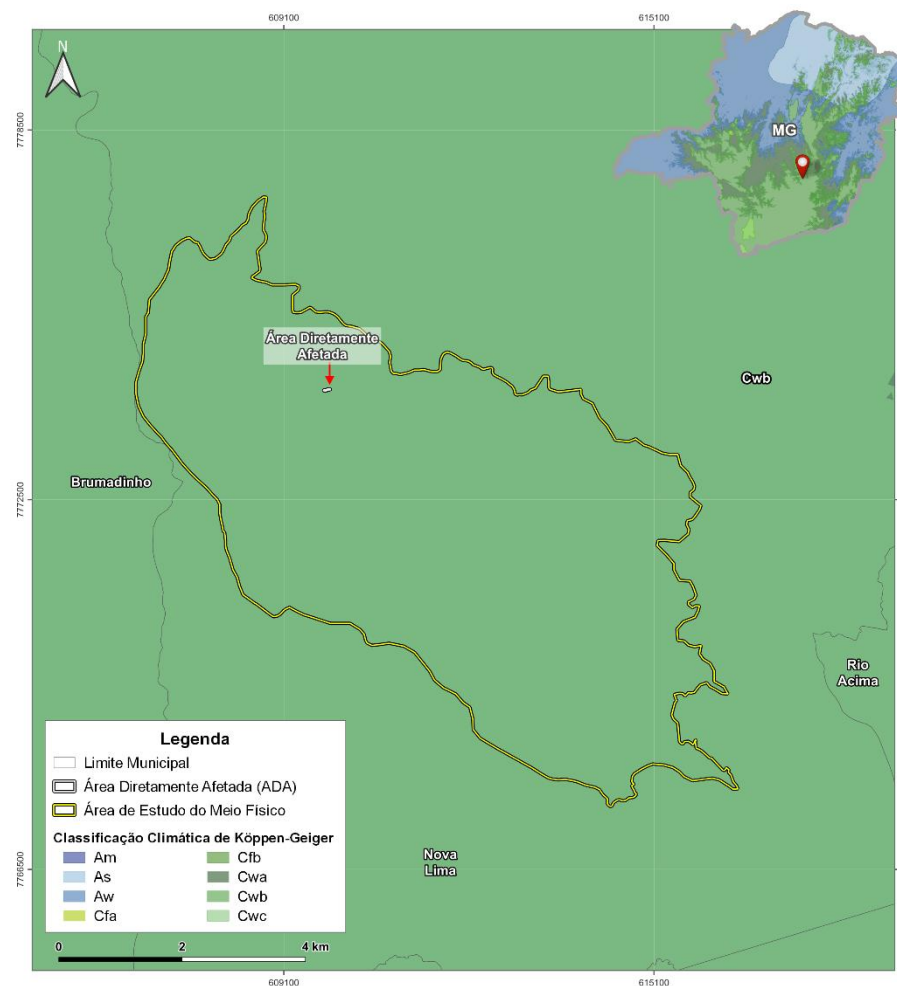 609100
615100
N
MG
7778500
Área Diretamente
Afetada
Cwb
Brumadinho
7772500
Rio
Acima
Legenda
Limite Municipal
Área Diretamente Afetada (ADA)
Área de Estudo do Meio Físico
Classificação Climática de Köppen-Geiger
Am
As
Aw
Cfa
Cfb
Cwa
Cwb
Cwc
Nova
Lima
7766500
0 2 4 km
609100
615100